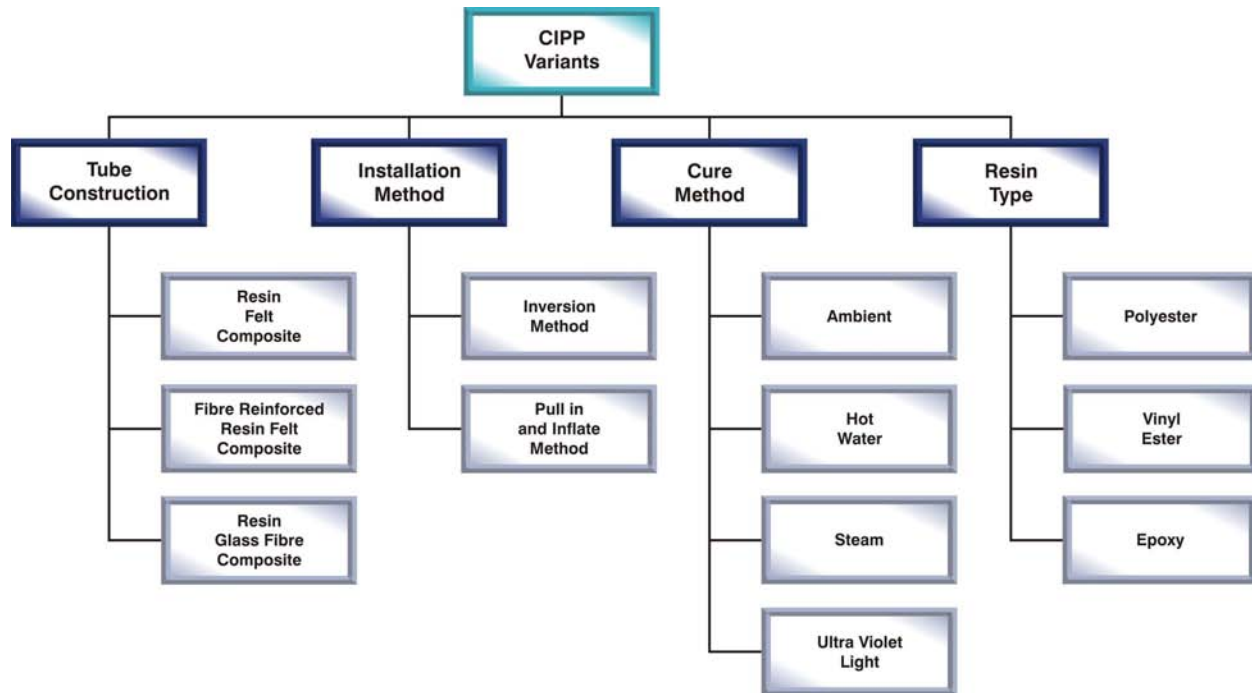 CIPP
Variants
Tube
Construction
Installation
Method
Cure
Method
Resin
Type
Resin
Felt
Composite
Fibre Reinforced
Resin Felt
Composite
Resin
Glass Fibre
Composite
Inversion
Method
Pull in
and Inflate
Method
Ambient
Hot
Water
Steam
Ultra Violet
Light
Polyester
Vinyl
Ester
Epoxy